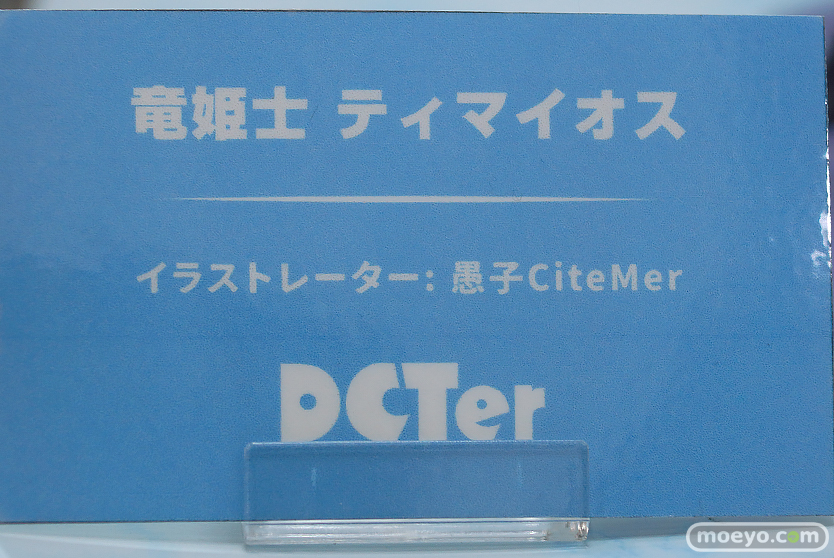 竜姫士 ティマイオス
イラストレーター: 愚子CiteMer
DCTer
moeyo.com